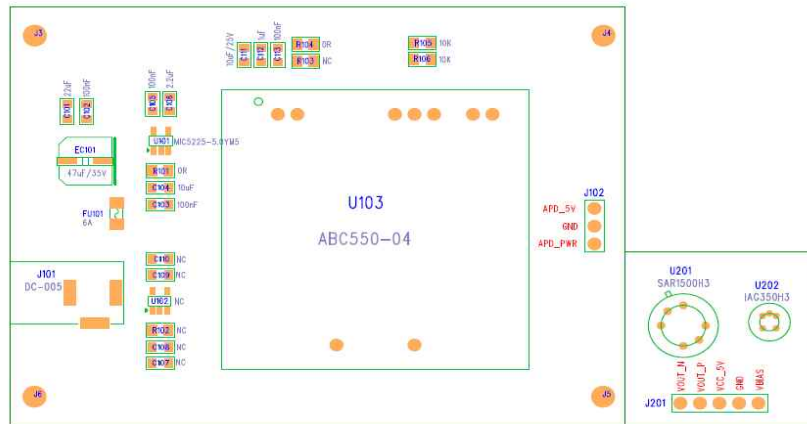 J3
J4
10uF/25V
C111
1uF
C112
100nF
C113
R104
0R
R103
NC
R105
10K
R106
10K
22uF
C101
100nF
C102
100nF
C105
2.2uF
C106
U101
MIC5225-5.0YM5
EC101
47uF/35V
R101
0R
C104
10uF
C103
100nF
FU101
6A
U103
ABC550-04
J102
APD_5V
GND
APD_PWR
C110
NC
C109
NC
J101
DC-005
U102
NC
R102
NC
C108
NC
C107
NC
U201
SAR1500H3
U202
IAG350H3
VOUT_N
VOUT_P
VCC_5V
GND
VBIAS
J201
J6
J5